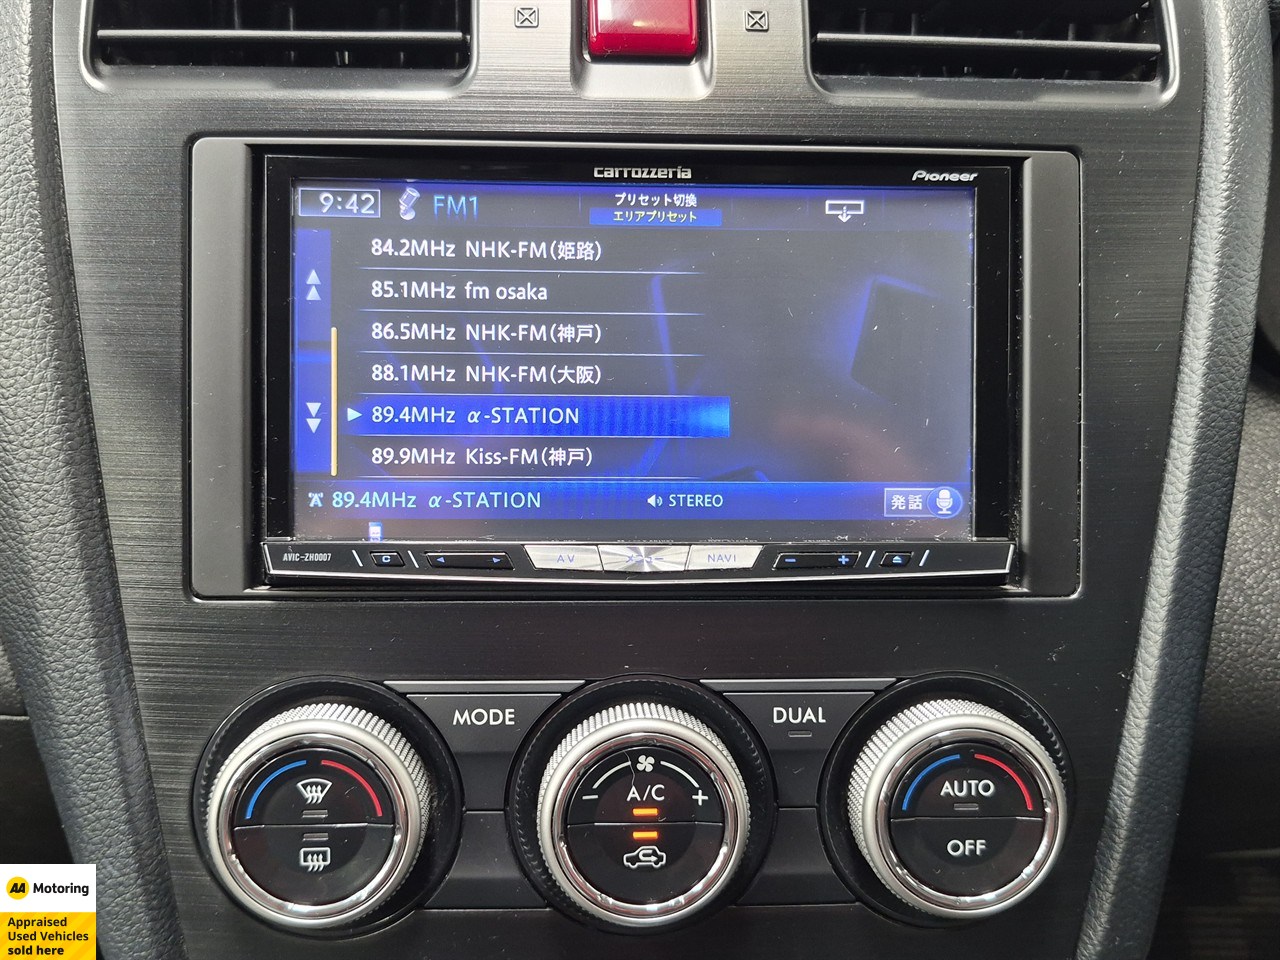 carrozzeria
Pioneer
9:42 FM1 プリセット切換
エリアプリセット
84.2MHz NHK-FM(姫路)
85.1MHz fm osaka
86.5MHz NHK-FM(神戸)
88.1MHz NHK-FM(大阪)
89.4MHz α-STATION
89.9MHz Kiss-FM(神戸)
89.4MHz α-STATION STEREO 発話
AVIC-ZH0007 C AV NAVI − +
MODE DUAL
− A/C + AUTO
OFF
AA Motoring
Appraised
Used Vehicles
sold here